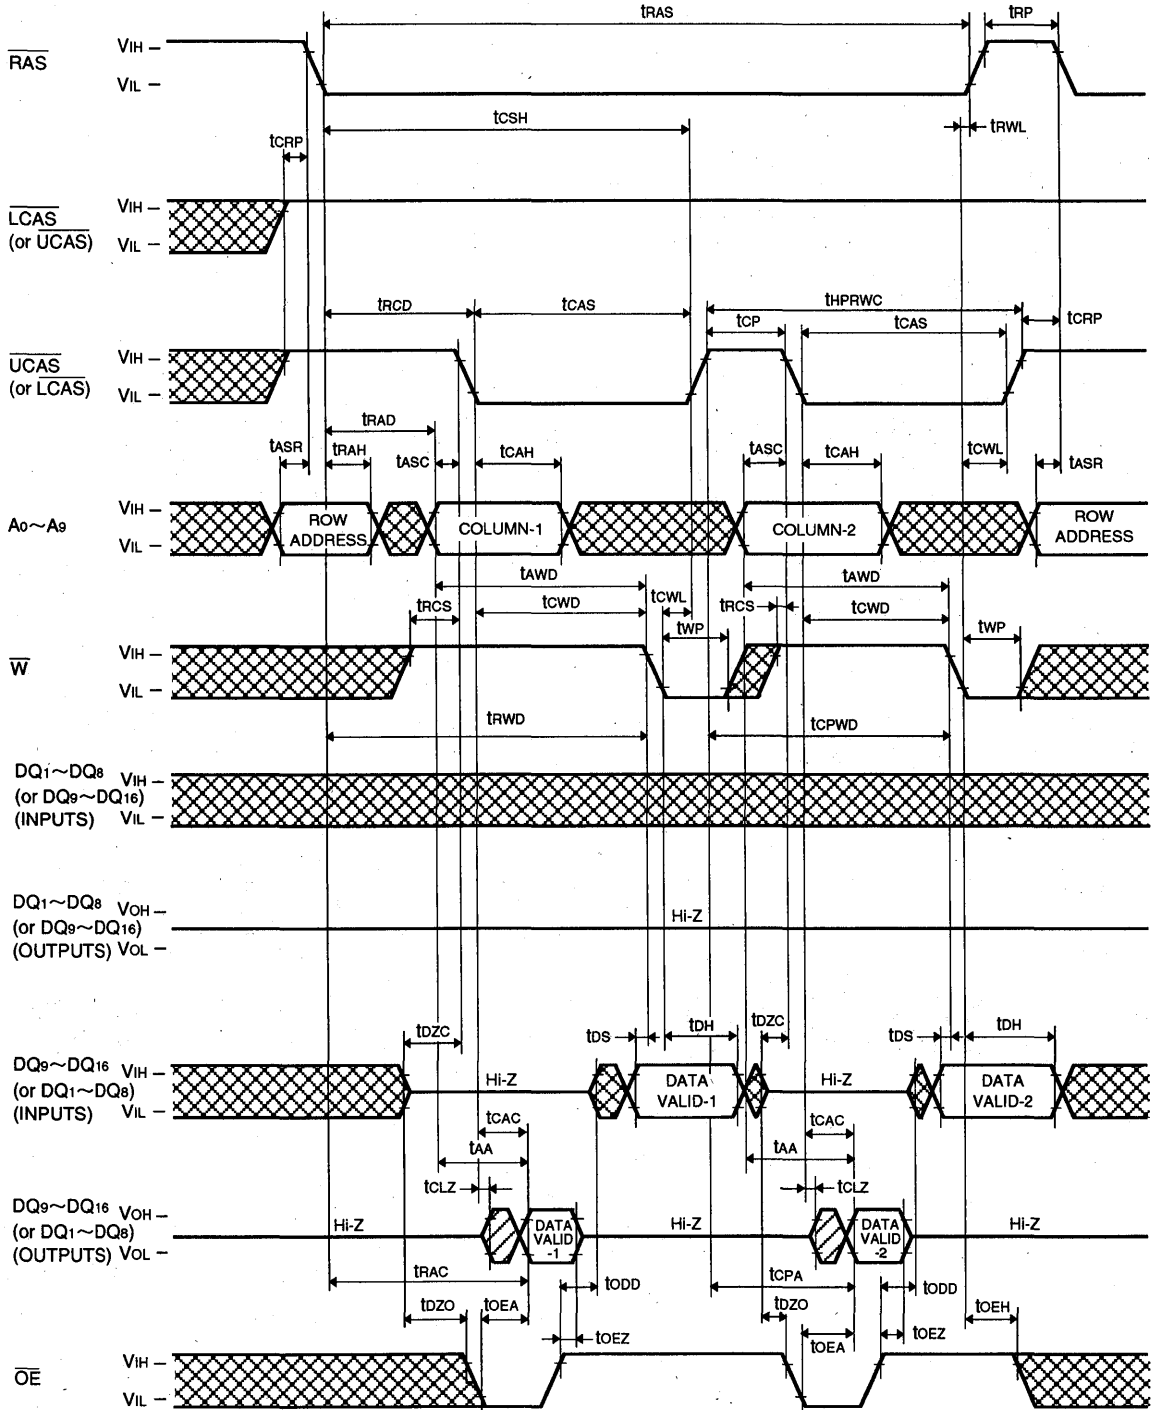 tRAS
tRP
RAS
VIH
VIL
tCSH
tRWL
tCRP
LCAS
(or UCAS)
VIH
VIL
tRCD
tCAS
tHPRWC
tCP
tCAS
tCRP
UCAS
(or LCAS)
VIH
VIL
tRAD
tASR
tRAH
tASC
tCAH
tASC
tCAH
tCWL
tASR
A0~A9
VIH
VIL
ROW ADDRESS
COLUMN-1
COLUMN-2
ROW ADDRESS
tAWD
tAWD
tRCS
tCWD
tCWL
tRCS
tCWD
tWP
tWP
W
VIH
VIL
tRWD
tCPWD
DQ1~DQ8
(or DQ9~DQ16)
(INPUTS)
VIH
VIL
DQ1~DQ8
(or DQ9~DQ16)
(OUTPUTS)
VOH
VOL
Hi-Z
tDZC
tDS
tDH
tDZC
tDS
tDH
DQ9~DQ16
(or DQ1~DQ8)
(INPUTS)
VIH
VIL
Hi-Z
DATA VALID-1
Hi-Z
DATA VALID-2
tCAC
tCAC
tAA
tAA
tCLZ
tCLZ
DQ9~DQ16
(or DQ1~DQ8)
(OUTPUTS)
VOH
VOL
Hi-Z
DATA VALID -1
Hi-Z
DATA VALID -2
Hi-Z
tRAC
tODD
tCPA
tODD
tDZO
tOEA
tOEZ
tDZO
tOEA
tOEZ
tOEH
OE
VIH
VIL